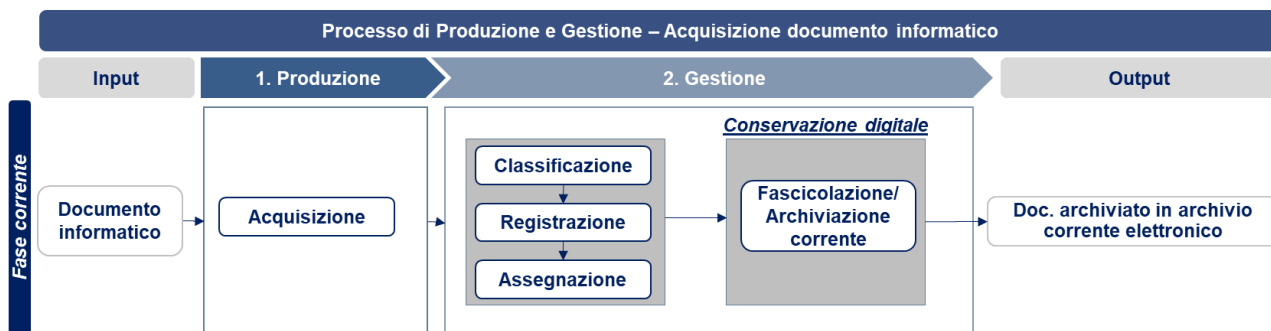 Processo di Produzione e Gestione – Acquisizione documento informatico
Input
1. Produzione
2. Gestione
Output
Fase corrente
Documento
informatico
Acquisizione
Classificazione
Registrazione
Assegnazione
Conservazione digitale
Fascicolazione/
Archiviazione
corrente
Doc. archiviato in archivio
corrente elettronico